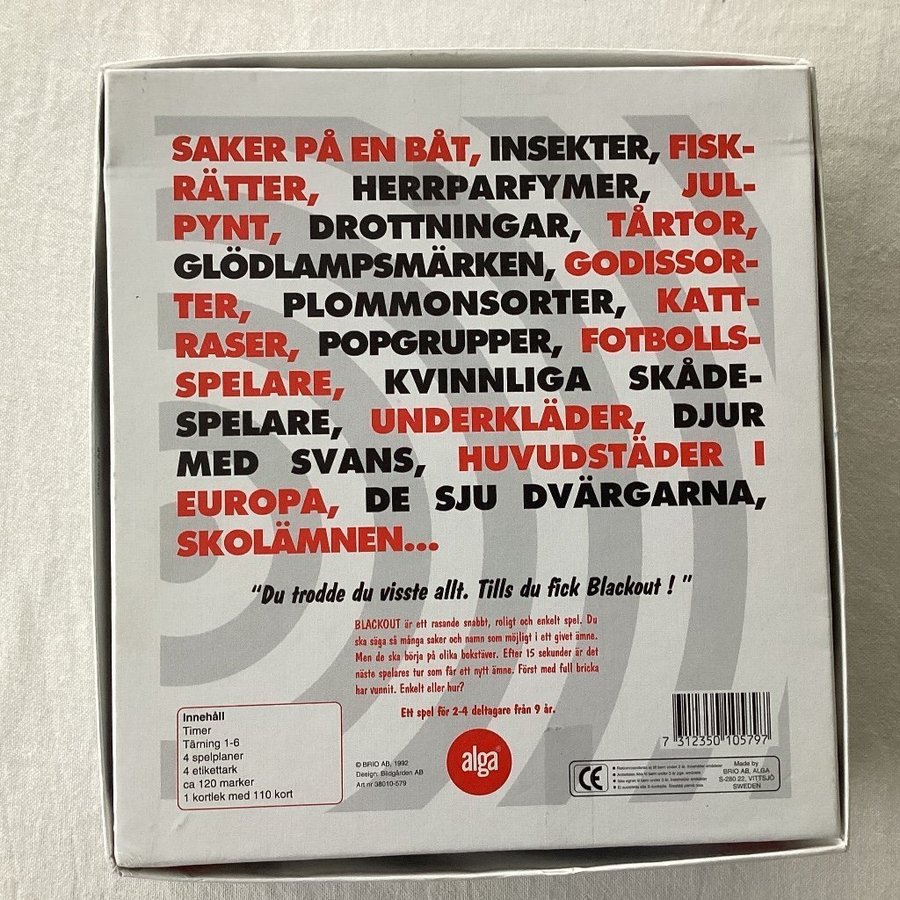 SAKER PÅ EN BÅT, INSEKTER, FISK-
RÄTTER, HERRPARFYMER, JUL-
PYNT, DROTTNINGAR, TÅRTOR,
GLÖDLAMPSMÄRKEN, GODISSOR-
TER, PLOMMONSORTER, KATT-
RASER, POPGRUPPER, FOTBOLLS-
SPELARE, KVINNLIGA SKÅDE-
SPELARE, UNDERKLÄDER, DJUR
MED SVANS, HUVUDSTÄDER I
EUROPA, DE SJU DVÄRGARNA,
SKOLÄMNEN...
"Du trodde du visste allt. Tills du fick Blackout ! "
BLACKOUT är ett rasande snabbt, roligt och enkelt spel. Du
ska säga så många saker och namn som möjligt i ett givet ämne.
Men de ska börja på olika bokstäver. Efter 15 sekunder är det
näste spelares tur som får ett nytt ämne. Först med full bricka
har vunnit. Enkelt eller hur?
Ett spel för 2-4 deltagare från 9 år.
Innehåll
Timer
Tärning 1-6
4 spelplaner
4 etikettark
ca 120 marker
1 kortlek med 110 kort
© BRIO AB, 1992
Design: Bildgården AB
Art nr 38010-579
alga
7 312350 105797
CE
Made by
BRIO AB, ALGA
S-280 22, VITTSJÖ
SWEDEN